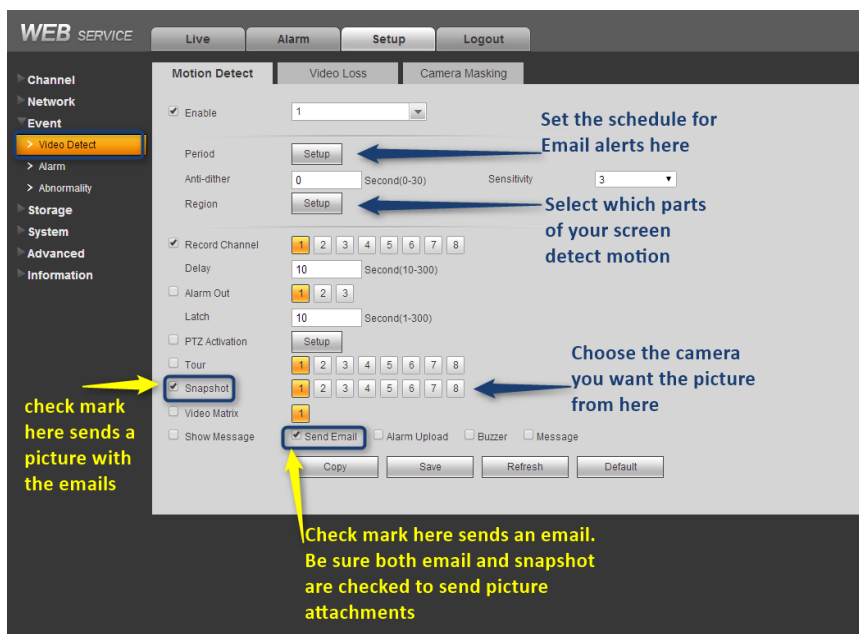 WEB SERVICE
Live Alarm Setup Logout
Channel
Network
Event
> Video Detect
> Alarm
> Abnormality
Storage
System
Advanced
Information
Motion Detect Video Loss Camera Masking
Enable 1
Period Setup
Anti-dither 0 Second(0-30) Sensitivity 3
Region Setup
Record Channel 1 2 3 4 5 6 7 8
Delay 10 Second(10-300)
Alarm Out 1 2 3
Latch 10 Second(1-300)
PTZ Activation Setup
Tour 1 2 3 4 5 6 7 8
Snapshot 1 2 3 4 5 6 7 8
Video Matrix 1
Show Message Send Email Alarm Upload Buzzer Message
Copy Save Refresh Default
Set the schedule for
Email alerts here
Select which parts
of your screen
detect motion
Choose the camera
you want the picture
from here
check mark
here sends a
picture with
the emails
Check mark here sends an email.
Be sure both email and snapshot
are checked to send picture
attachments